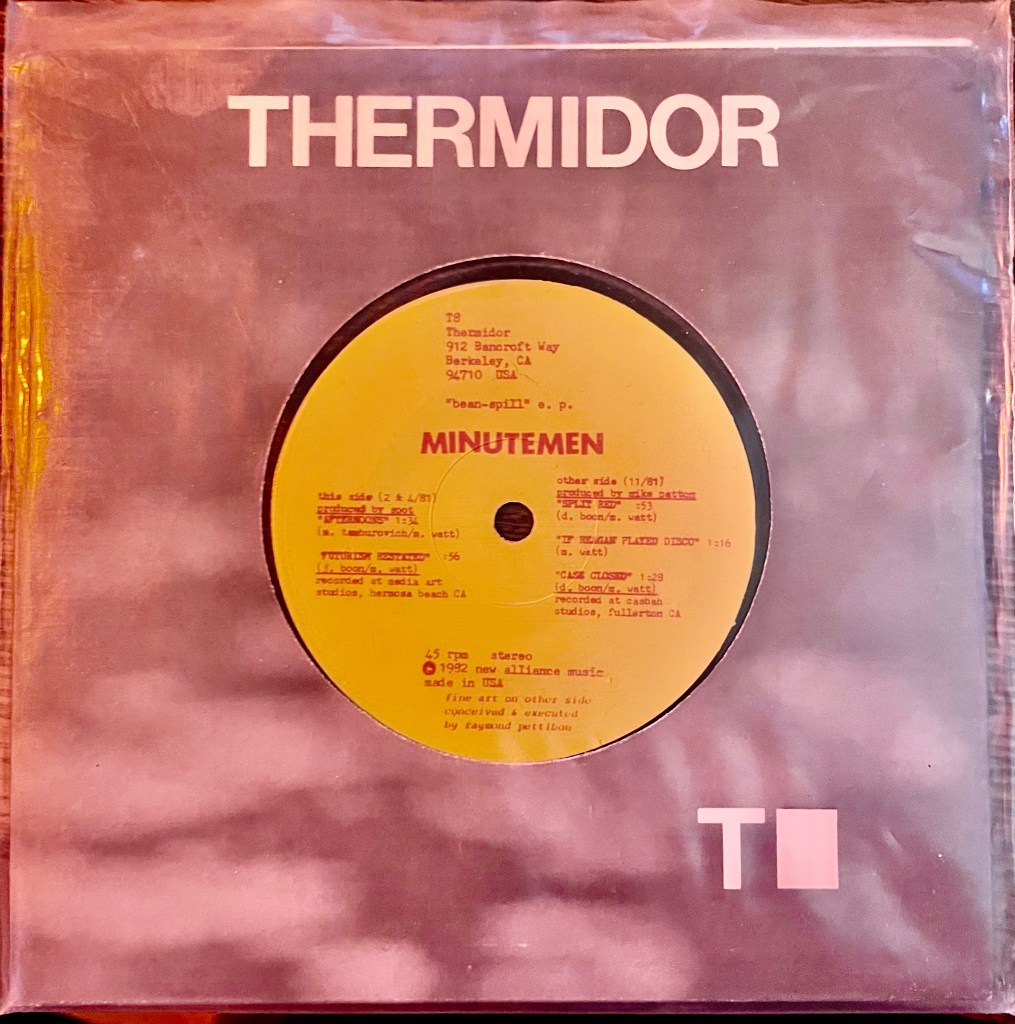 THERMIDOR
T8
Thermidor
912 Bancroft Way
Berkeley, CA
94710 USA
"bean-spill" e. p.
MINUTEMEN
this side (2 & 4/81)
produced by spot
"AFTERNOONS" 1:34
(m. tamburovich/m. watt)
"FUTURISM RESTATED" :56
(d. boon/m. watt)
recorded at media art
studios, hermosa beach CA
other side (11/81)
produced by mike patton
"SPLIT RED" :53
(d. boon/m. watt)
"IF REAGAN PLAYED DISCO" 1:16
(m. watt)
"CASE CLOSED" 1:28
(d. boon/m. watt)
recorded at casbah
studios, fullerton CA
45 rpm stereo
1982 new alliance music
made in USA
fine art on other side
conceived & executed
by raymond pettibon
T